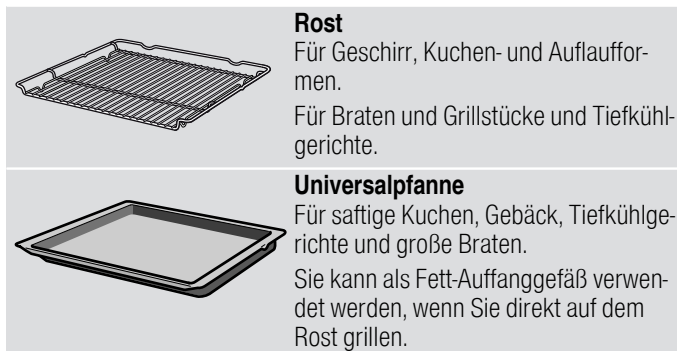 Rost
Für Geschirr, Kuchen- und Auflauffor-
men.
Für Braten und Grillstücke und Tiefkühl-
gerichte.
Universalpfanne
Für saftige Kuchen, Gebäck, Tiefkühlge-
richte und große Braten.
Sie kann als Fett-Auffanggefäß verwen-
det werden, wenn Sie direkt auf dem
Rost grillen.